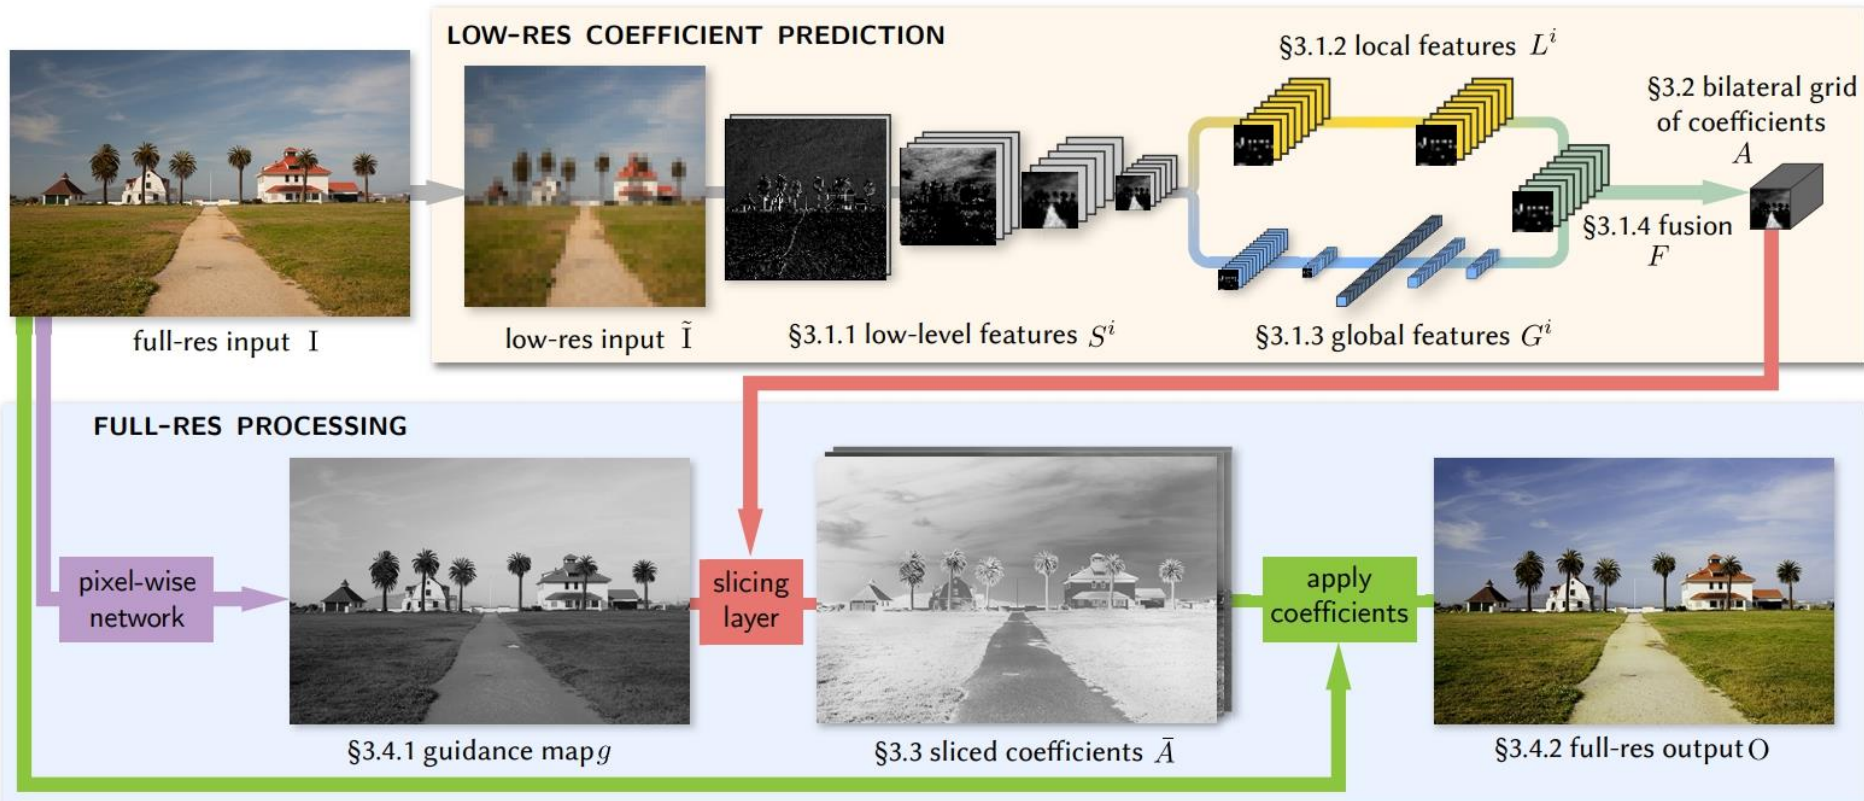 LOW-RES COEFFICIENT PREDICTION
§3.1.2 local features Lⁱ
§3.2 bilateral grid
of coefficients
A
§3.1.4 fusion
F
full-res input I
low-res input Ĩ
§3.1.1 low-level features Sⁱ
§3.1.3 global features Gⁱ
FULL-RES PROCESSING
pixel-wise
network
slicing
layer
apply
coefficients
§3.4.1 guidance map g
§3.3 sliced coefficients Ā
§3.4.2 full-res output O